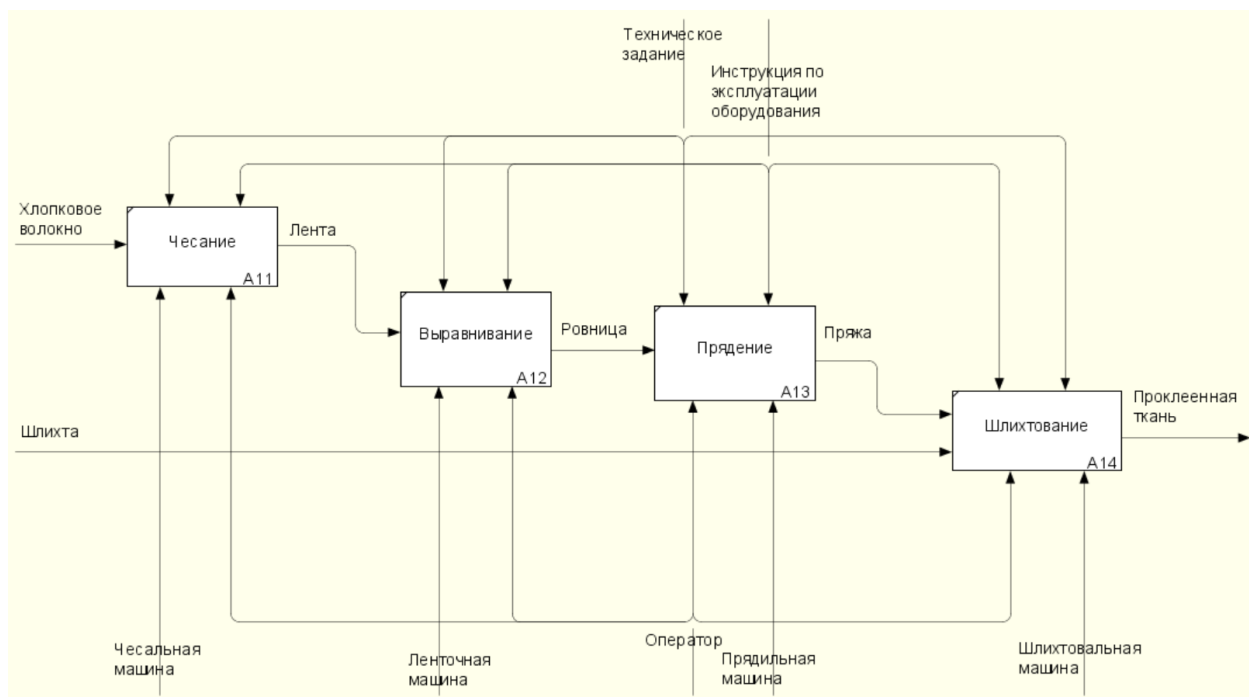 Техническое
задание
Инструкция по
эксплуатации
оборудования
Хлопковое
волокно
Чесание
A11
Лента
Выравнивание
A12
Ровница
Прядение
A13
Пряжа
Шлихтование
A14
Проклеенная
ткань
Шлихта
Чесальная
машина
Ленточная
машина
Оператор
Прядильная
машина
Шлихтовальная
машина